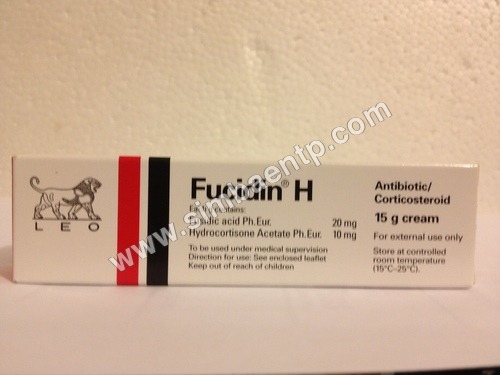 Fucidin® H
Each g contains:
Fusidic acid Ph.Eur. 20 mg
Hydrocortisone Acetate Ph.Eur. 10 mg
To be used under medical supervision
Direction for use: See enclosed leaflet
Keep out of reach of children
Antibiotic/
Corticosteroid
15 g cream
For external use only
Store at controlled
room temperature
(15°C–25°C).
LEO
www.simbaentp.com